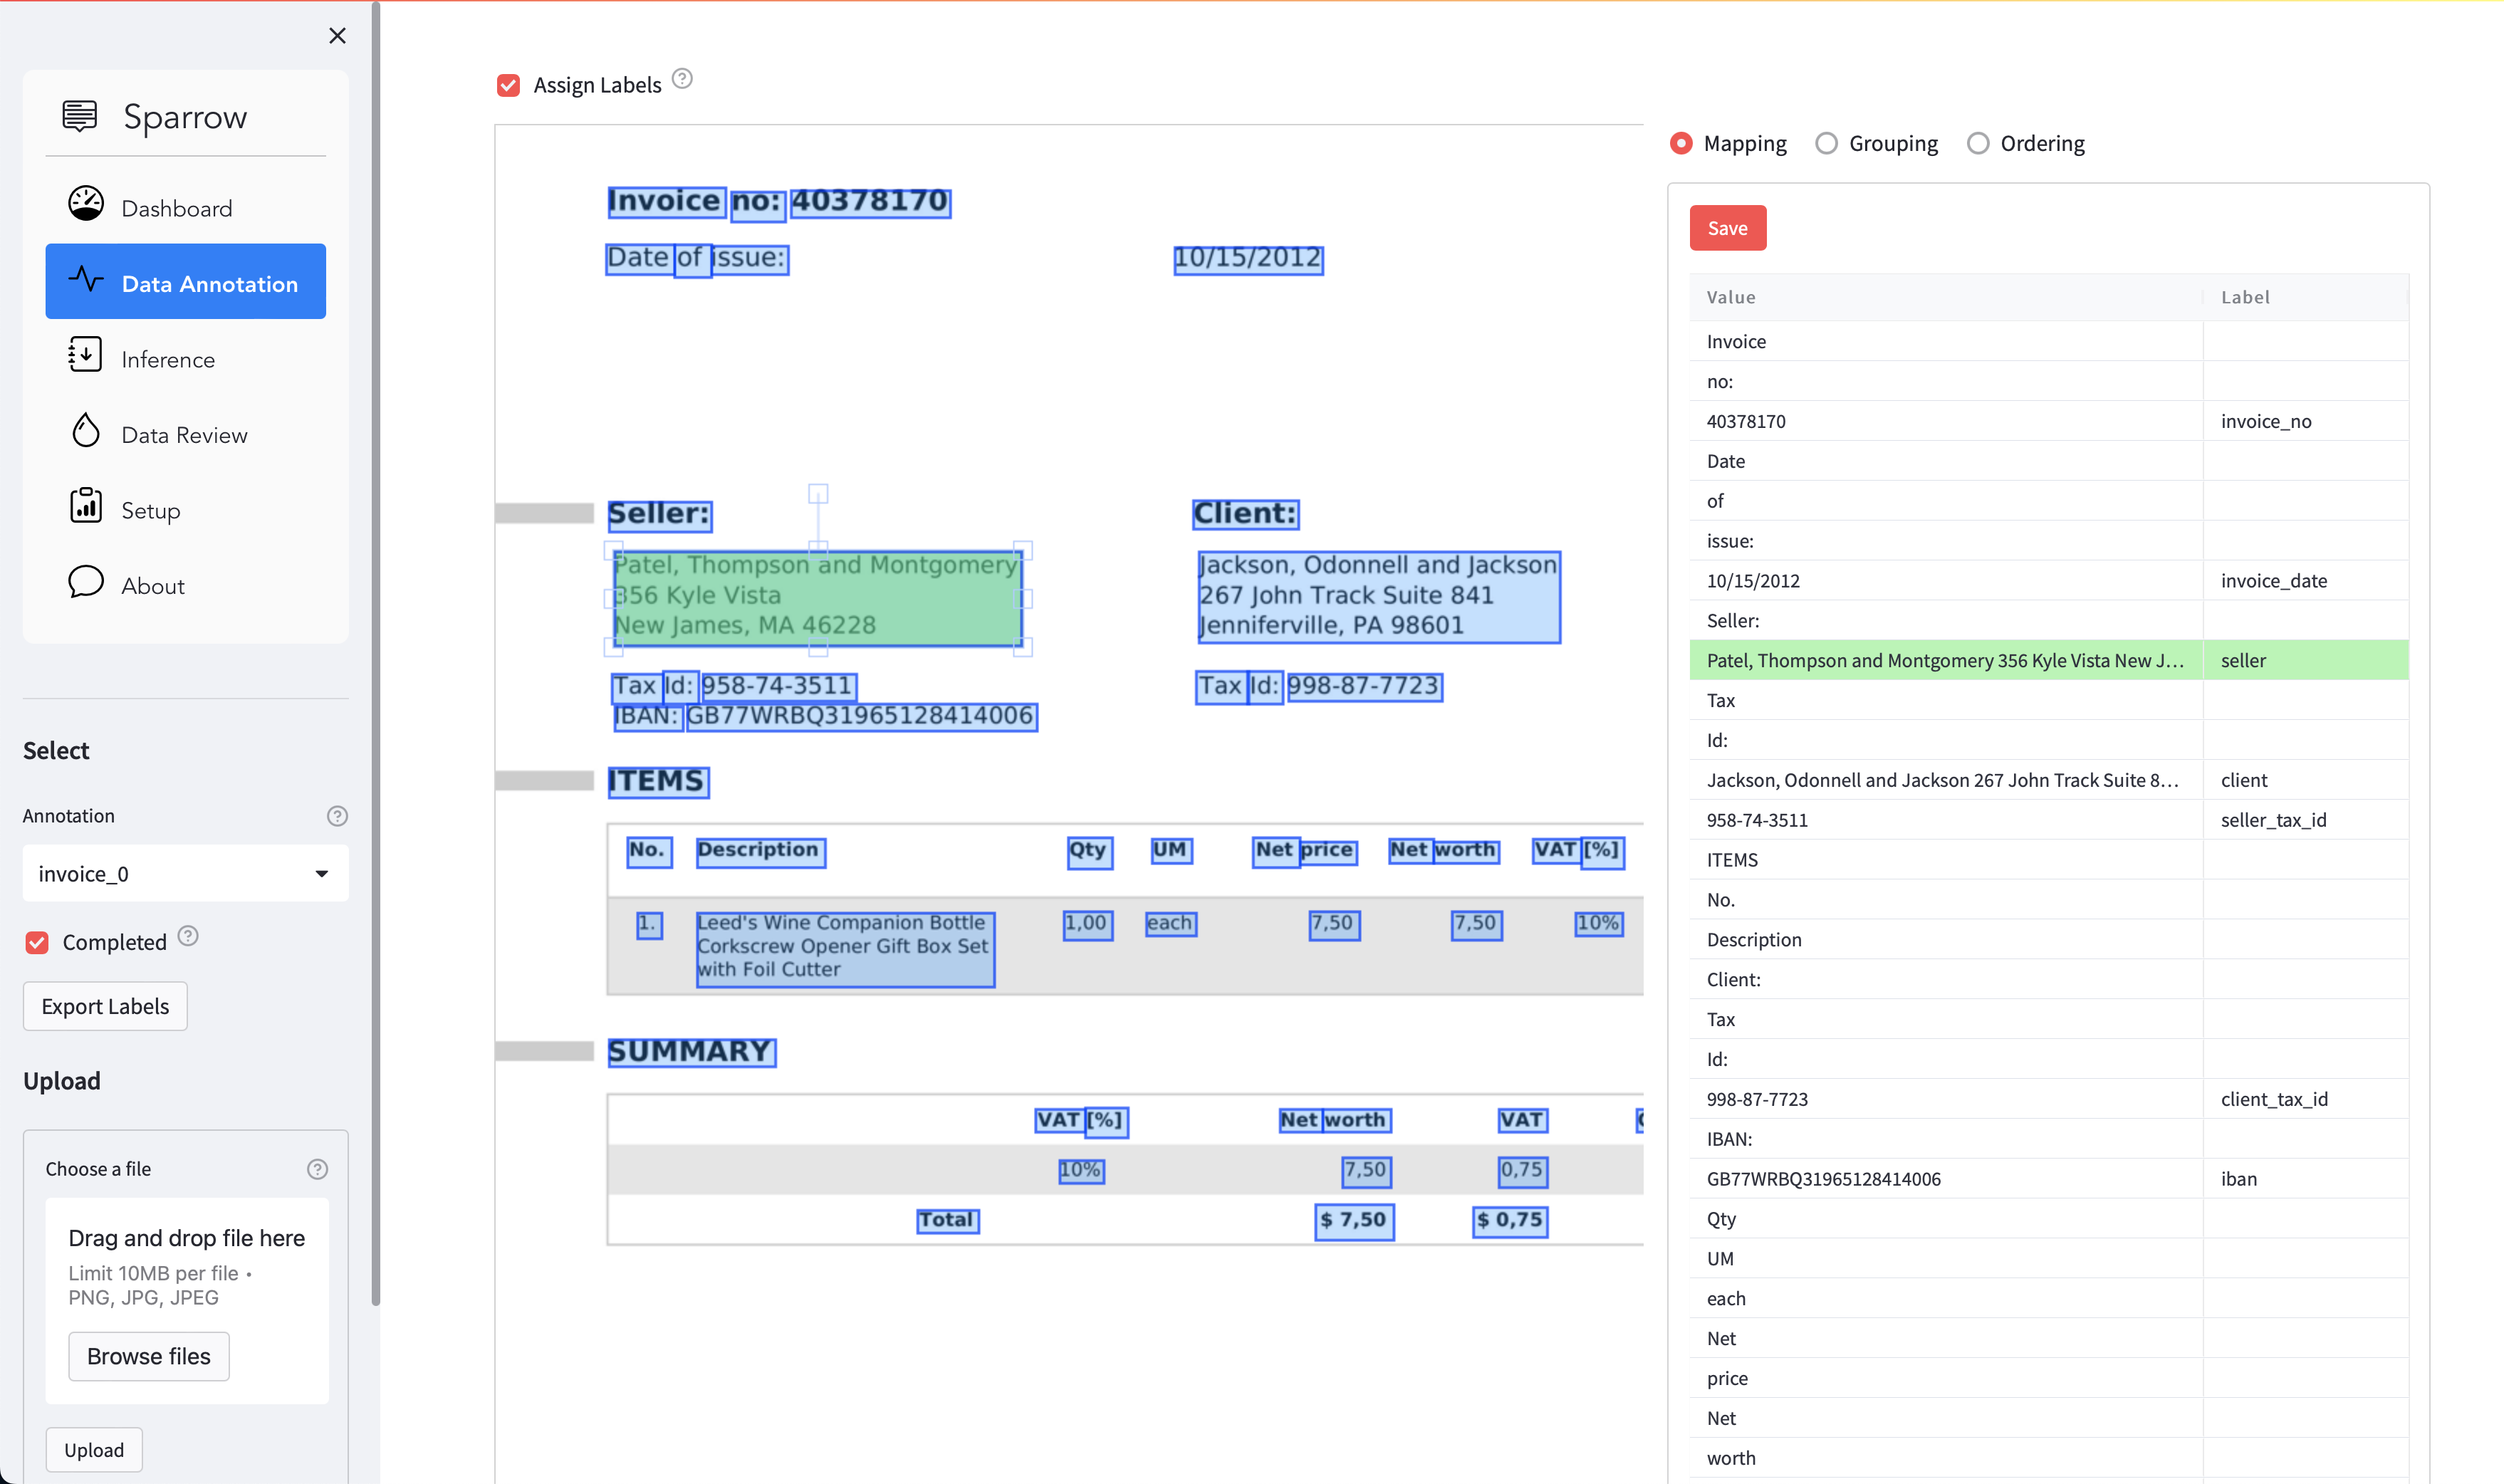 Sparrow
Dashboard
Data Annotation
Inference
Data Review
Setup
About
Select
Annotation
invoice_0
Completed
Export Labels
Upload
Choose a file
Drag and drop file here
Limit 10MB per file •
PNG, JPG, JPEG
Browse files
Upload
Assign Labels
Invoice no: 40378170
Date of issue: 10/15/2012
Seller: Client:
Patel, Thompson and Montgomery
356 Kyle Vista
New James, MA 46228
Jackson, Odonnell and Jackson
267 John Track Suite 841
Jenniferville, PA 98601
Tax Id: 958-74-3511 Tax Id: 998-87-7723
IBAN: GB77WRBQ31965128414006
ITEMS
No. Description Qty UM Net price Net worth VAT [%]
1. Leed's Wine Companion Bottle 1,00 each 7,50 7,50 10%
Corkscrew Opener Gift Box Set
with Foil Cutter
SUMMARY
VAT [%] Net worth VAT
10% 7,50 0,75
Total $ 7,50 $ 0,75
Mapping Grouping Ordering
Save
Value Label
Invoice
no:
40378170 invoice_no
Date
of
issue:
10/15/2012 invoice_date
Seller:
Patel, Thompson and Montgomery 356 Kyle Vista New J... seller
Tax
Id:
Jackson, Odonnell and Jackson 267 John Track Suite 8... client
958-74-3511 seller_tax_id
ITEMS
No.
Description
Client:
Tax
Id:
998-87-7723 client_tax_id
IBAN:
GB77WRBQ31965128414006 iban
Qty
UM
each
Net
price
Net
worth